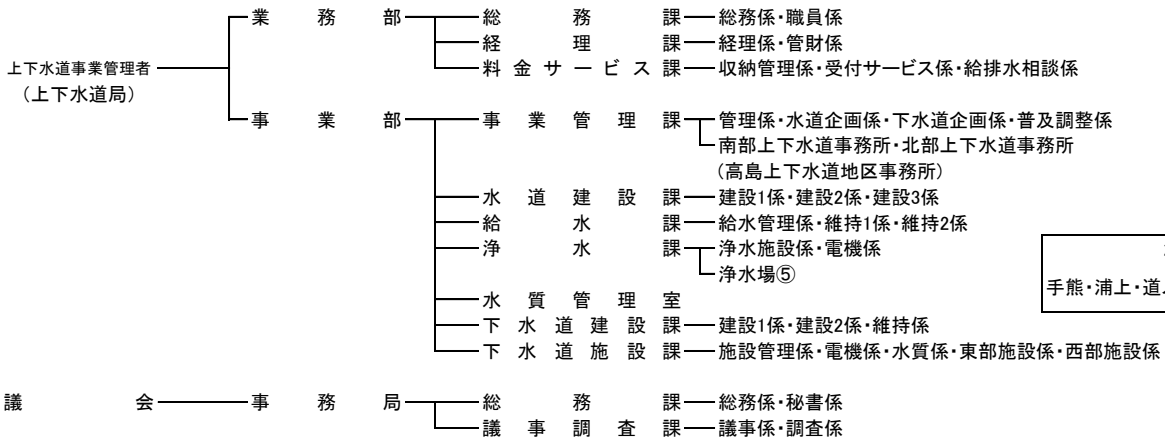 業務部 総務課 総務係・職員係
上下水道事業管理者 経理課 経理係・管財係
(上下水道局) 料金サービス課 収納管理係・受付サービス係・給排水相談係
事業部 事業管理課 管理係・水道企画係・下水道企画係・普及調整係
南部上下水道事務所・北部上下水道事務所
(高島上下水道地区事務所)
水道建設課 建設1係・建設2係・建設3係
給水課 給水管理係・維持1係・維持2係
浄水課 浄水施設係・電機係
浄水場⑤
手熊・浦上・道
水質管理室
下水道建設課 建設1係・建設2係・維持係
下水道施設課 施設管理係・電機係・水質係・東部施設係・西部施設係
議会 事務局 総務課 総務係・秘書係
議事調査課 議事係・調査係